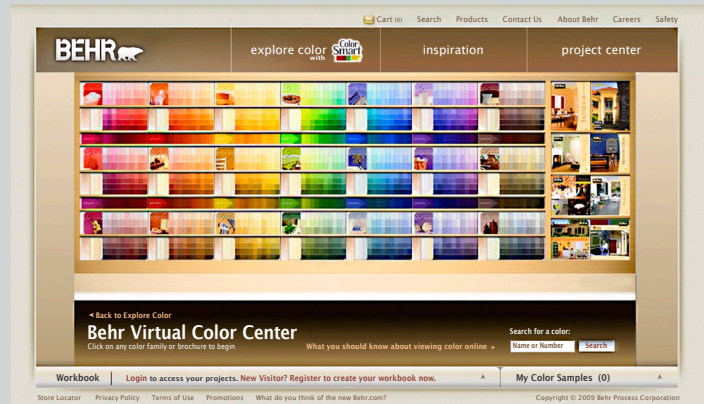 Cart (0) Search Products Contact Us About Behr Careers Safety
BEHR
explore color with Color Smart
inspiration
project center
INTERIOR
EXTERIOR
◄ Back to Explore Color
Behr Virtual Color Center
Click on any color family or brochure to begin
What you should know about viewing color online ►
Search for a color:
Name or Number
Search
Workbook
Login to access your projects. New Visitor? Register to create your workbook now.
My Color Samples (0)
Store Locator Privacy Policy Terms of Use Promotions What do you think of the new Behr.com?
Copyright © 2009 Behr Process Corporation